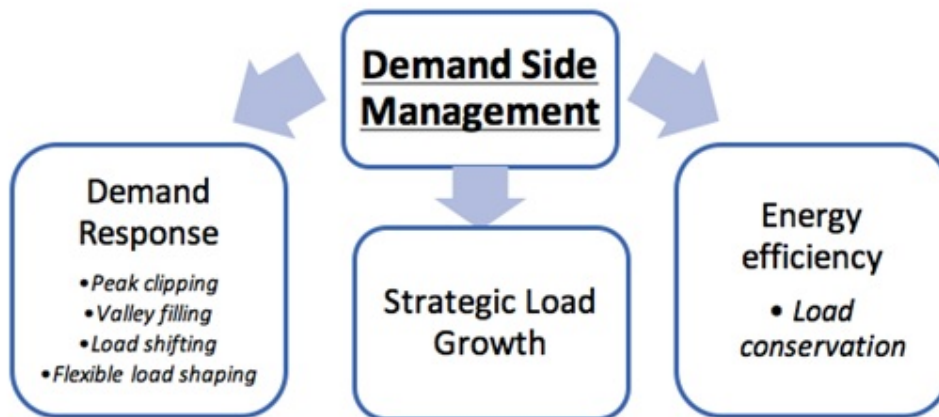 Demand Side
Management
Demand
Response
•Peak clipping
•Valley filling
•Load shifting
•Flexible load shaping
Strategic Load
Growth
Energy
efficiency
• Load
conservation